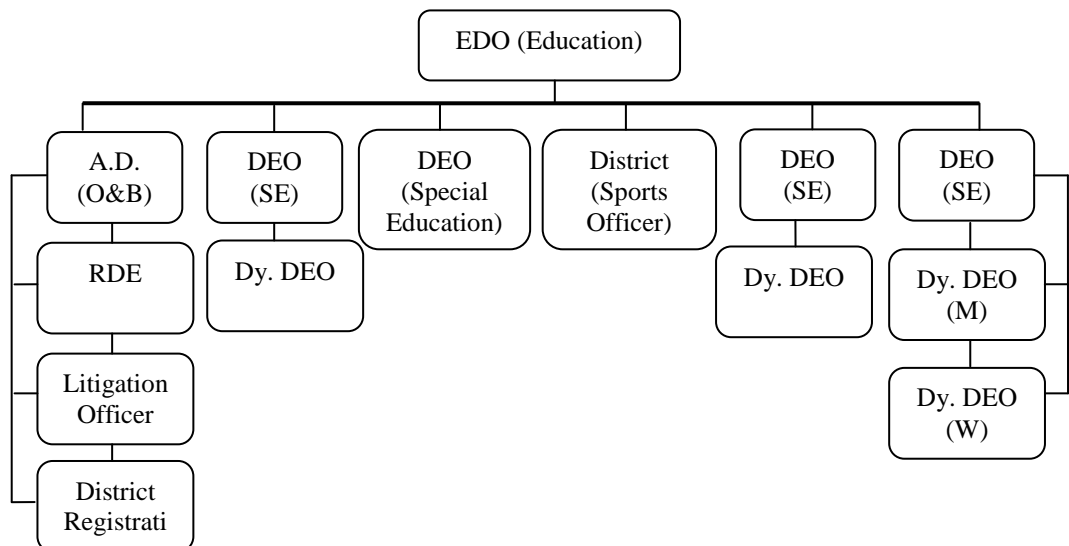 EDO (Education)
A.D.
(O&B)
DEO
(SE)
DEO
(Special
Education)
District
(Sports
Officer)
DEO
(SE)
DEO
(SE)
RDE
Dy. DEO
Dy. DEO
Dy. DEO
(M)
Litigation
Officer
Dy. DEO
(W)
District
Registrati